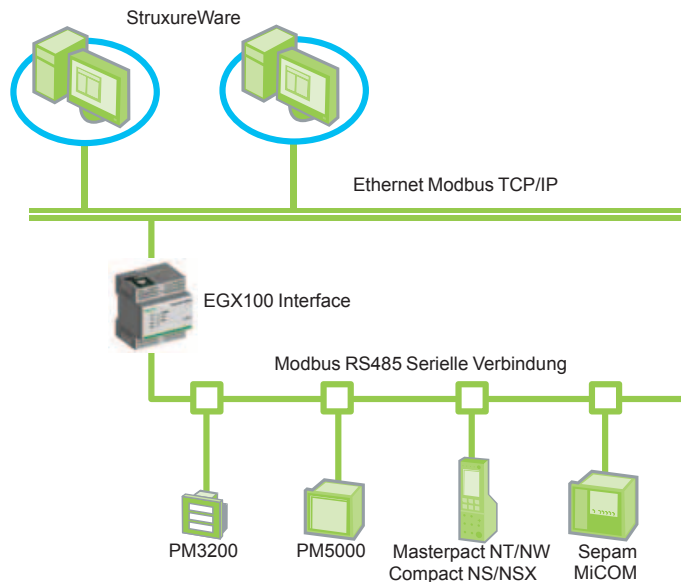 StruxureWare
Ethernet Modbus TCP/IP
EGX100 Interface
Modbus RS485 Serielle Verbindung
PM3200
PM5000
Masterpact NT/NW
Compact NS/NSX
Sepam
MiCOM